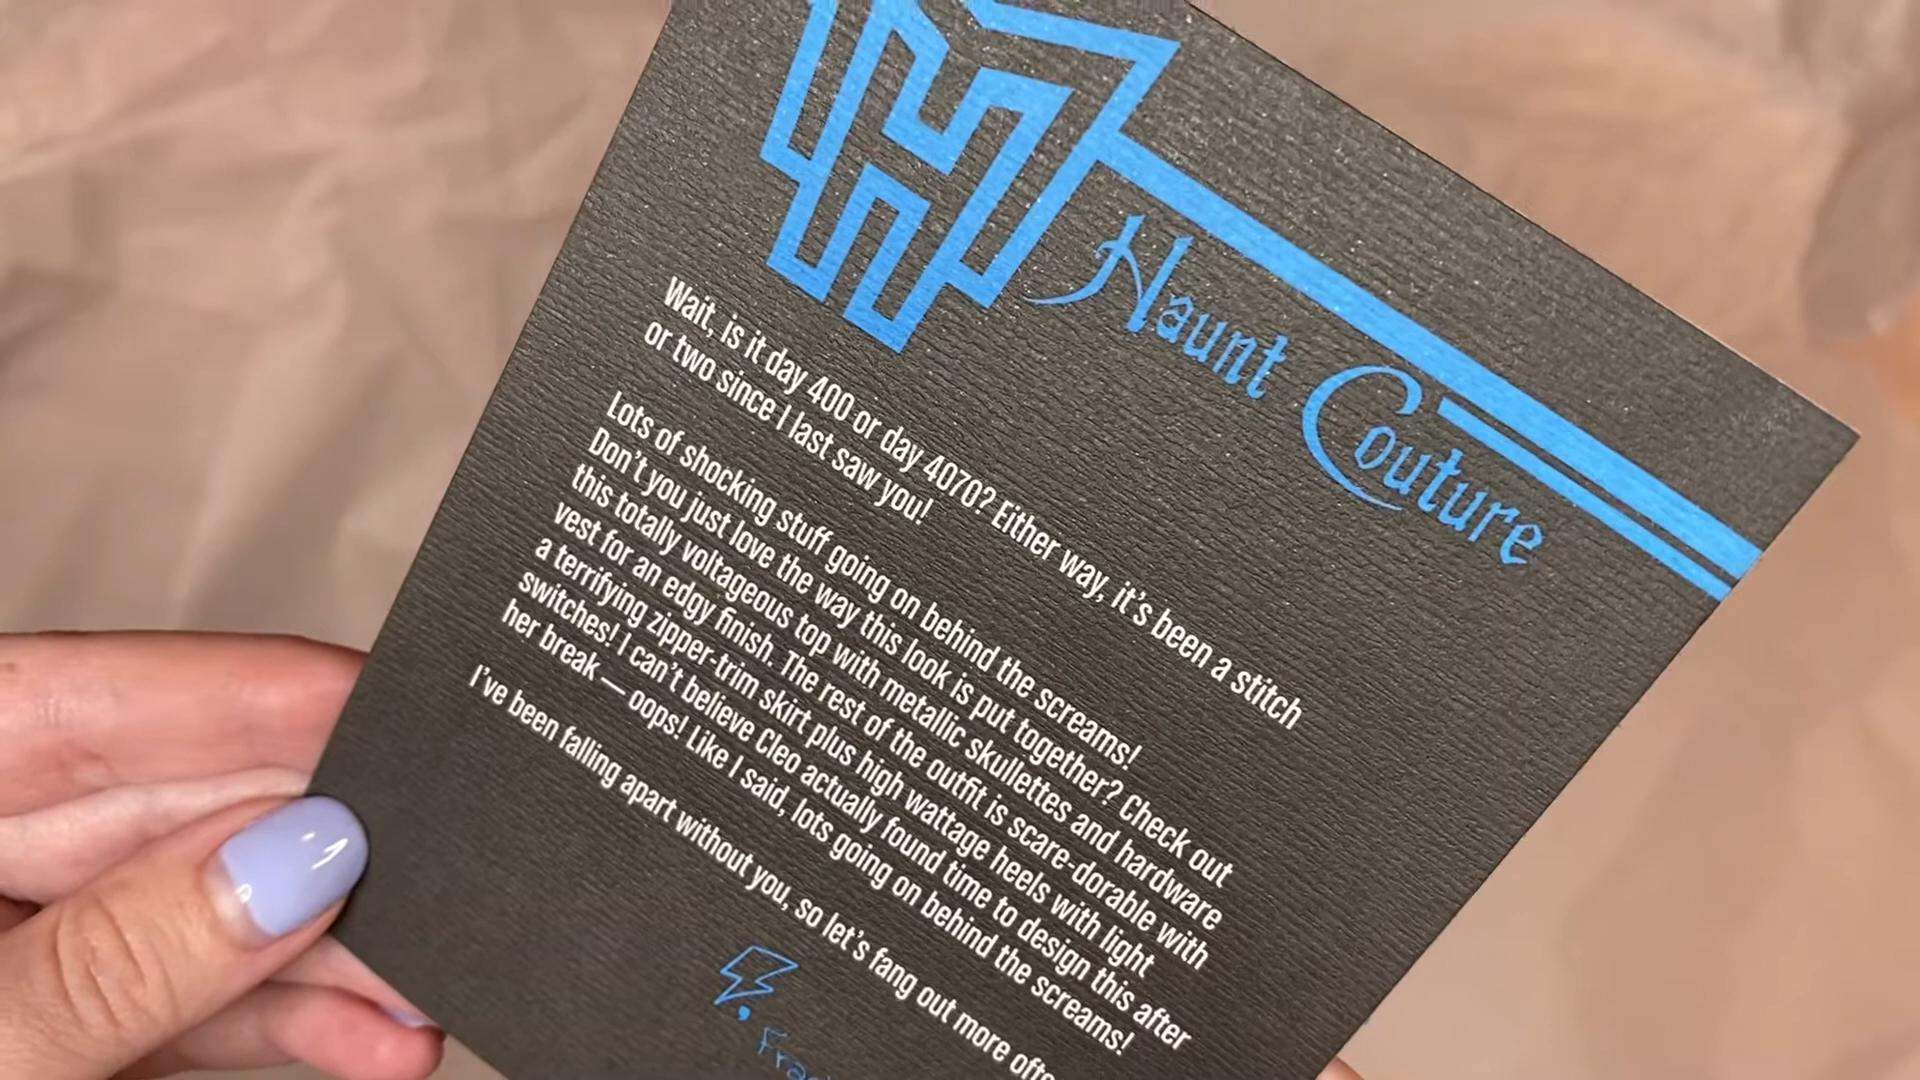 Haunt Couture
Wait, is it day 400 or day 4070? Either way, it's been a stitch
or two since I last saw you!
Lots of shocking stuff going on behind the screams!
Don't you just love the way this look is put together? Check out
this totally voltageous top with metallic skullettes and hardware
vest for an edgy finish. The rest of the outfit is scare-dorable with
a terrifying zipper-trim skirt plus high wattage heels with light
switches! I can't believe Cleo actually found time to design this after
her break — oops! Like I said, lots going on behind the screams!
I've been falling apart without you, so let's fang out more